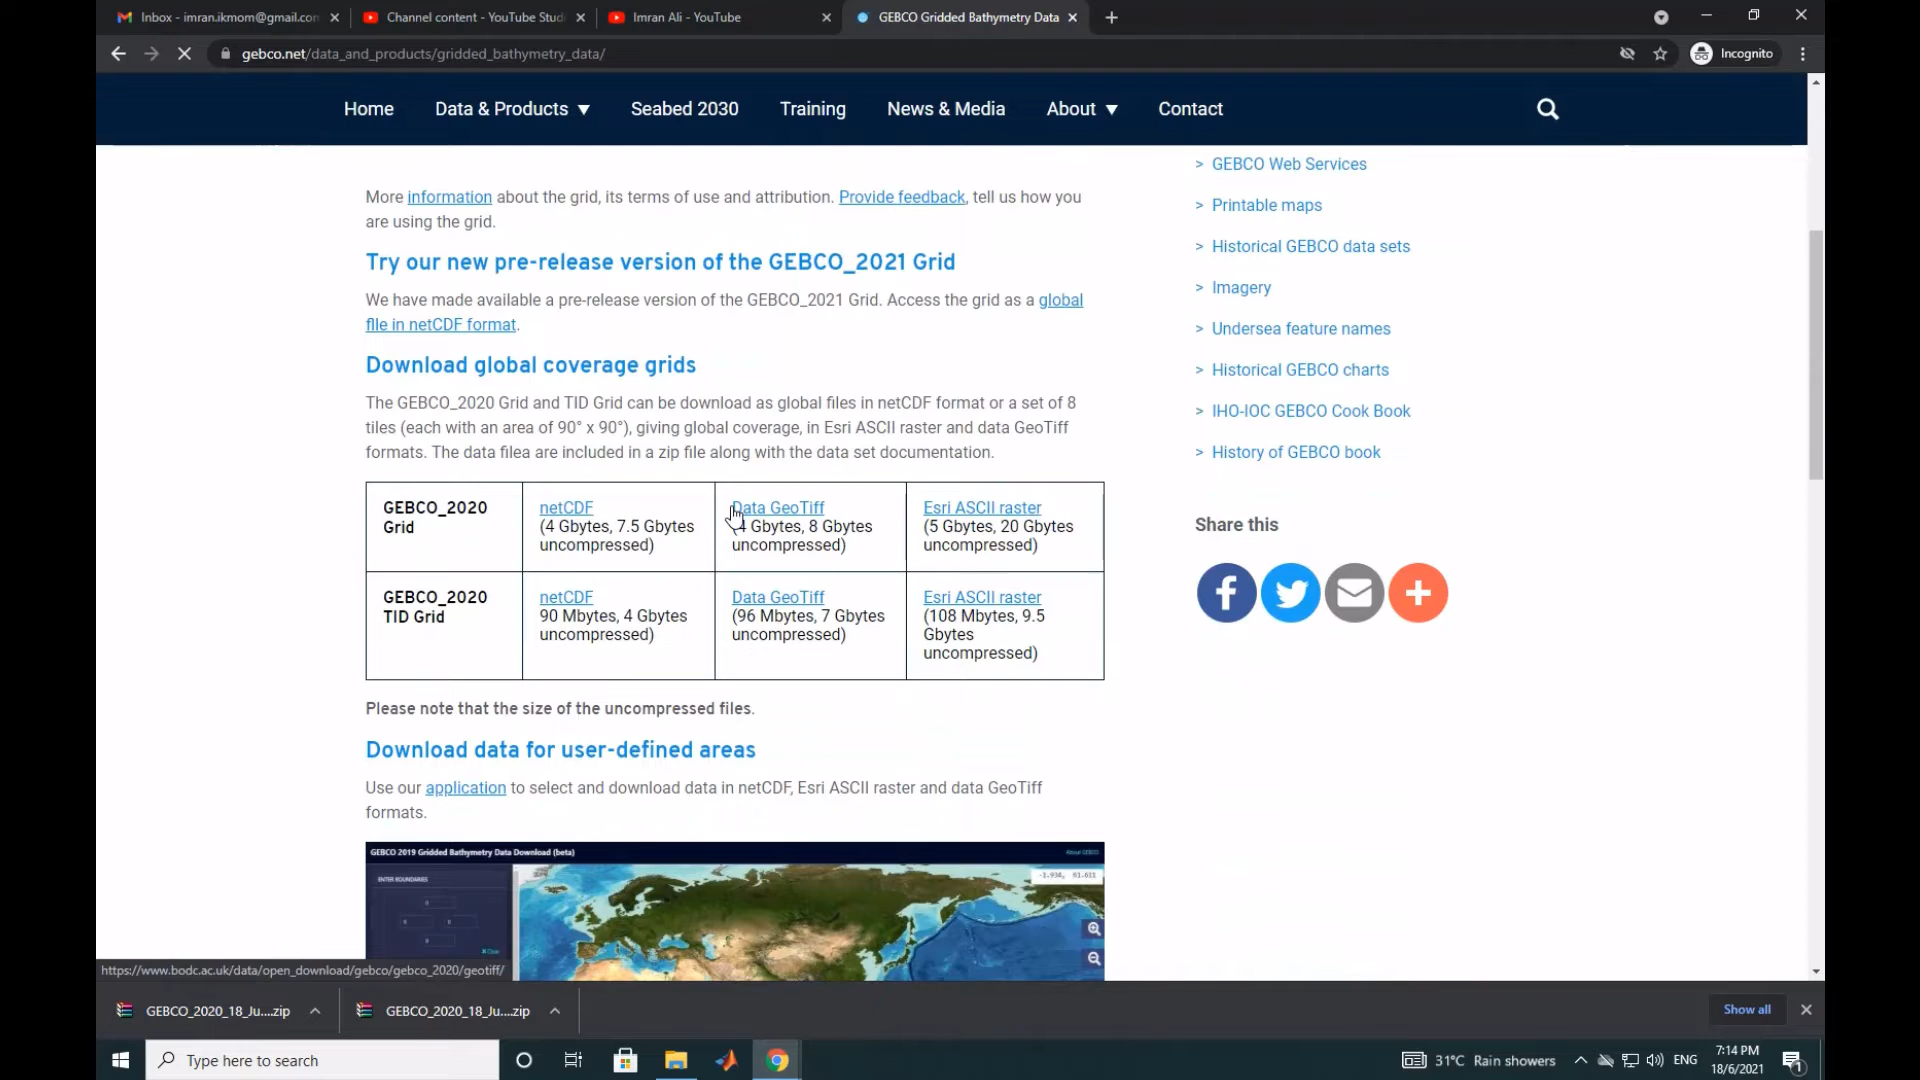 Inbox - imran.ikmom@gmail.com
Channel content - YouTube Stud
Imran Ali - YouTube
GEBCO Gridded Bathymetry Data
gebco.net/data_and_products/gridded_bathymetry_data/
Incognito
Home
Data & Products ▼
Seabed 2030
Training
News & Media
About ▼
Contact
More information about the grid, its terms of use and attribution. Provide feedback, tell us how you
are using the grid.
Try our new pre-release version of the GEBCO_2021 Grid
We have made available a pre-release version of the GEBCO_2021 Grid. Access the grid as a global
file in netCDF format.
Download global coverage grids
The GEBCO_2020 Grid and TID Grid can be download as global files in netCDF format or a set of 8
tiles (each with an area of 90° x 90°), giving global coverage, in Esri ASCII raster and data GeoTiff
formats. The data filea are included in a zip file along with the data set documentation.
GEBCO_2020
Grid
netCDF
(4 Gbytes, 7.5 Gbytes
uncompressed)
Data GeoTiff
(4 Gbytes, 8 Gbytes
uncompressed)
Esri ASCII raster
(5 Gbytes, 20 Gbytes
uncompressed)
GEBCO_2020
TID Grid
netCDF
90 Mbytes, 4 Gbytes
uncompressed)
Data GeoTiff
(96 Mbytes, 7 Gbytes
uncompressed)
Esri ASCII raster
(108 Mbytes, 9.5
Gbytes
uncompressed)
Please note that the size of the uncompressed files.
Download data for user-defined areas
Use our application to select and download data in netCDF, Esri ASCII raster and data GeoTiff
formats.
GEBCO 2019 Gridded Bathymetry Data Download (beta)
About GEBCO
ENTER BOUNDARIES
> GEBCO Web Services
> Printable maps
> Historical GEBCO data sets
> Imagery
> Undersea feature names
> Historical GEBCO charts
> IHO-IOC GEBCO Cook Book
> History of GEBCO book
Share this
https://www.bodc.ac.uk/data/open_download/gebco/gebco_2020/geotiff/
GEBCO_2020_18_Ju....zip
GEBCO_2020_18_Ju....zip
Show all
Type here to search
31°C Rain showers
ENG
7:14 PM
18/6/2021
1